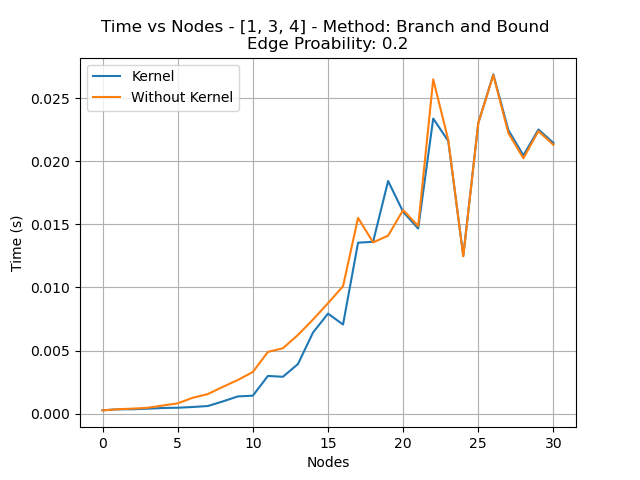 Time vs Nodes - [1, 3, 4] - Method: Branch and Bound
Edge Proability: 0.2
Kernel
Without Kernel
0.025
0.020
0.015
0.010
0.005
0.000
Time (s)
0 5 10 15 20 25 30
Nodes